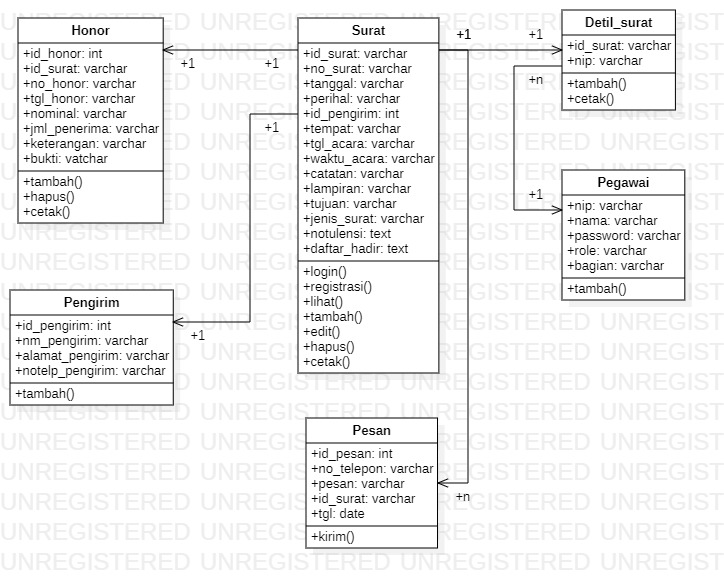 Honor
+id_honor: int
+id_surat: varchar
+no_honor: varchar
+tgl_honor: varchar
+nominal: varchar
+jml_penerima: varchar
+keterangan: varchar
+bukti: vatchar
+tambah()
+hapus()
+cetak()
+1
+1
+1
Surat
+id_surat: varchar
+no_surat: varchar
+tanggal: varchar
+perihal: varchar
+id_pengirim: int
+tempat: varchar
+tgl_acara: varchar
+waktu_acara: varchar
+catatan: varchar
+lampiran: varchar
+tujuan: varchar
+jenis_surat: varchar
+notulensi: text
+daftar_hadir: text
+login()
+registrasi()
+lihat()
+tambah()
+edit()
+hapus()
+cetak()
+1
+1
Detil_surat
+id_surat: varchar
+nip: varchar
+tambah()
+cetak()
+n
+1
Pegawai
+nip: varchar
+nama: varchar
+password: varchar
+role: varchar
+bagian: varchar
+tambah()
Pengirim
+id_pengirim: int
+nm_pengirim: varchar
+alamat_pengirim: varchar
+notelp_pengirim: varchar
+tambah()
+1
Pesan
+id_pesan: int
+no_telepon: varchar
+pesan: varchar
+id_surat: varchar
+tgl: date
+kirim()
+n
UNREGISTERED